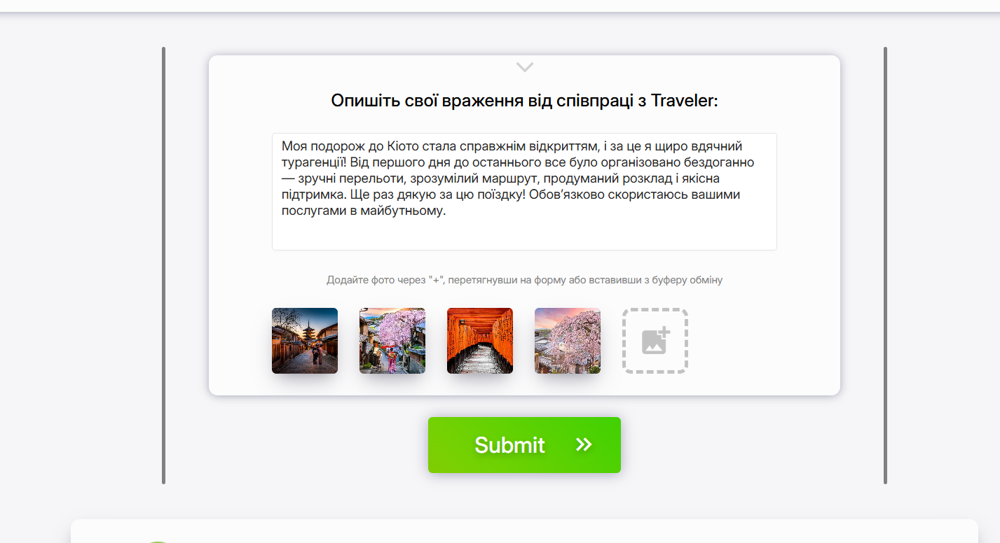 Опишіть свої враження від співпраці з Traveler:
Моя подорож до Кіото стала справжнім відкриттям, і за це я щиро вдячний
турагенції! Від першого дня до останнього все було організовано бездоганно
— зручні перельоти, зрозумілий маршрут, продуманий розклад і якісна
підтримка. Ще раз дякую за цю поїздку! Обов’язково скористаюсь вашими
послугами в майбутньому.
Додайте фото через "+", перетягнувши на форму або вставивши з буферу обміну
Submit